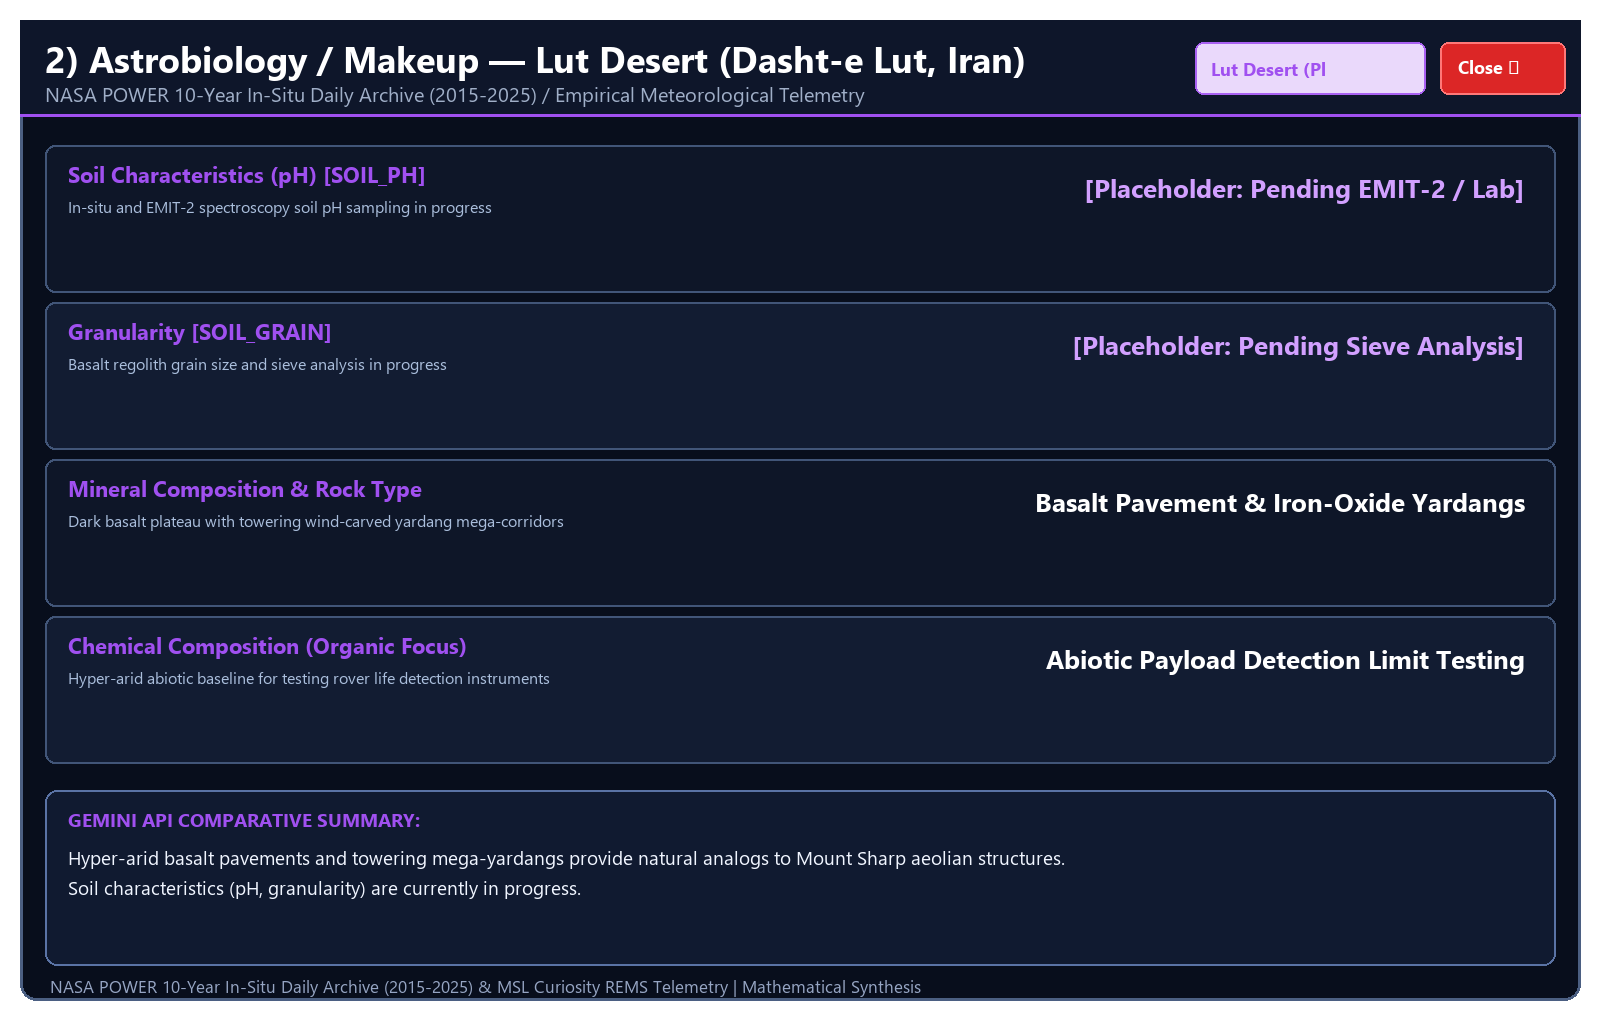 2) Astrobiology / Makeup — Lut Desert (Dasht-e Lut, Iran)
NASA POWER 10-Year In-Situ Daily Archive (2015-2025) / Empirical Meteorological Telemetry
Lut Desert (Pl
Close
Soil Characteristics (pH) [SOIL_PH]
In-situ and EMIT-2 spectroscopy soil pH sampling in progress
[Placeholder: Pending EMIT-2 / Lab]
Granularity [SOIL_GRAIN]
Basalt regolith grain size and sieve analysis in progress
[Placeholder: Pending Sieve Analysis]
Mineral Composition & Rock Type
Dark basalt plateau with towering wind-carved yardang mega-corridors
Basalt Pavement & Iron-Oxide Yardangs
Chemical Composition (Organic Focus)
Hyper-arid abiotic baseline for testing rover life detection instruments
Abiotic Payload Detection Limit Testing
GEMINI API COMPARATIVE SUMMARY:
Hyper-arid basalt pavements and towering mega-yardangs provide natural analogs to Mount Sharp aeolian structures.
Soil characteristics (pH, granularity) are currently in progress.
NASA POWER 10-Year In-Situ Daily Archive (2015-2025) & MSL Curiosity REMS Telemetry | Mathematical Synthesis